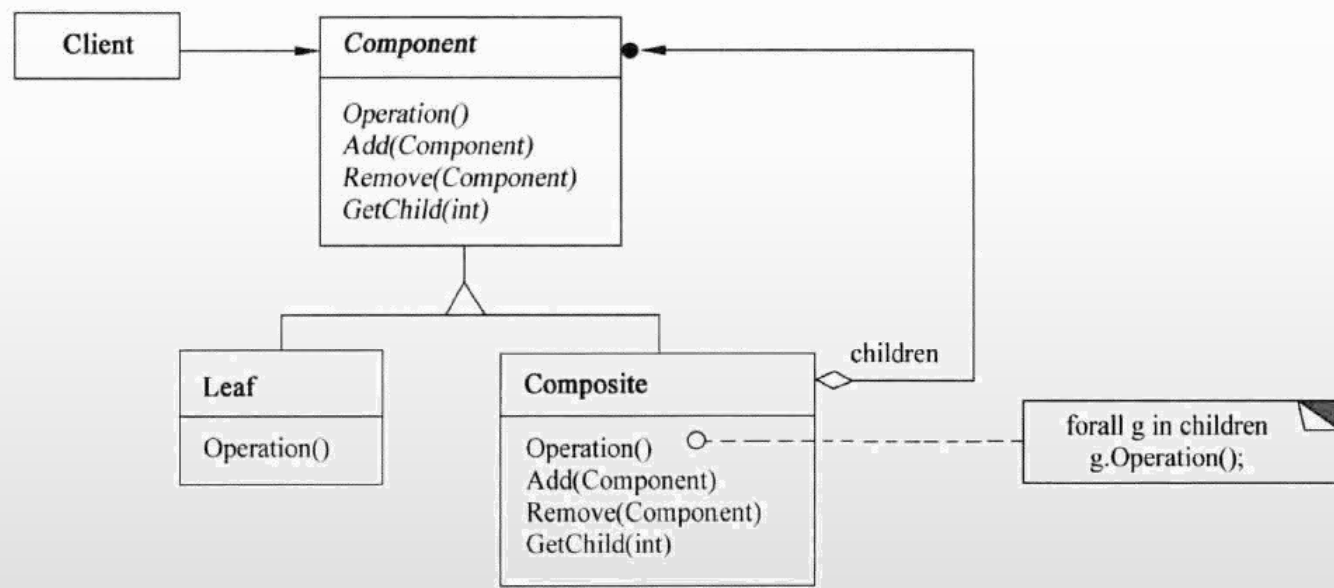 Client
Component
Operation()
Add(Component)
Remove(Component)
GetChild(int)
Leaf
Operation()
Composite
Operation()
Add(Component)
Remove(Component)
GetChild(int)
children
forall g in children
g.Operation();